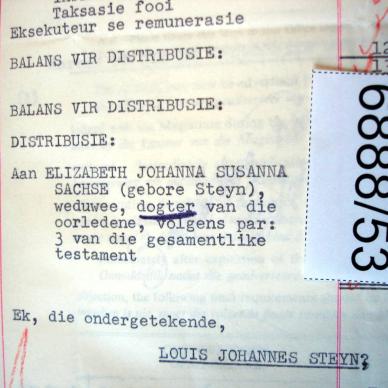 Taksasie fooi
Eksekuteur se remunerasie
BALANS VIR DISTRIBUSIE:
BALANS VIR DISTRIBUSIE:
DISTRIBUSIE:
Aan ELIZABETH JOHANNA SUSANNA
SACHSE (gebore Steyn),
weduwee, dogter van die
oorledene, volgens par:
3 van die gesamentlike
testament
Ek, die ondergetekende,
LOUIS JOHANNES STEYN,
6888/53